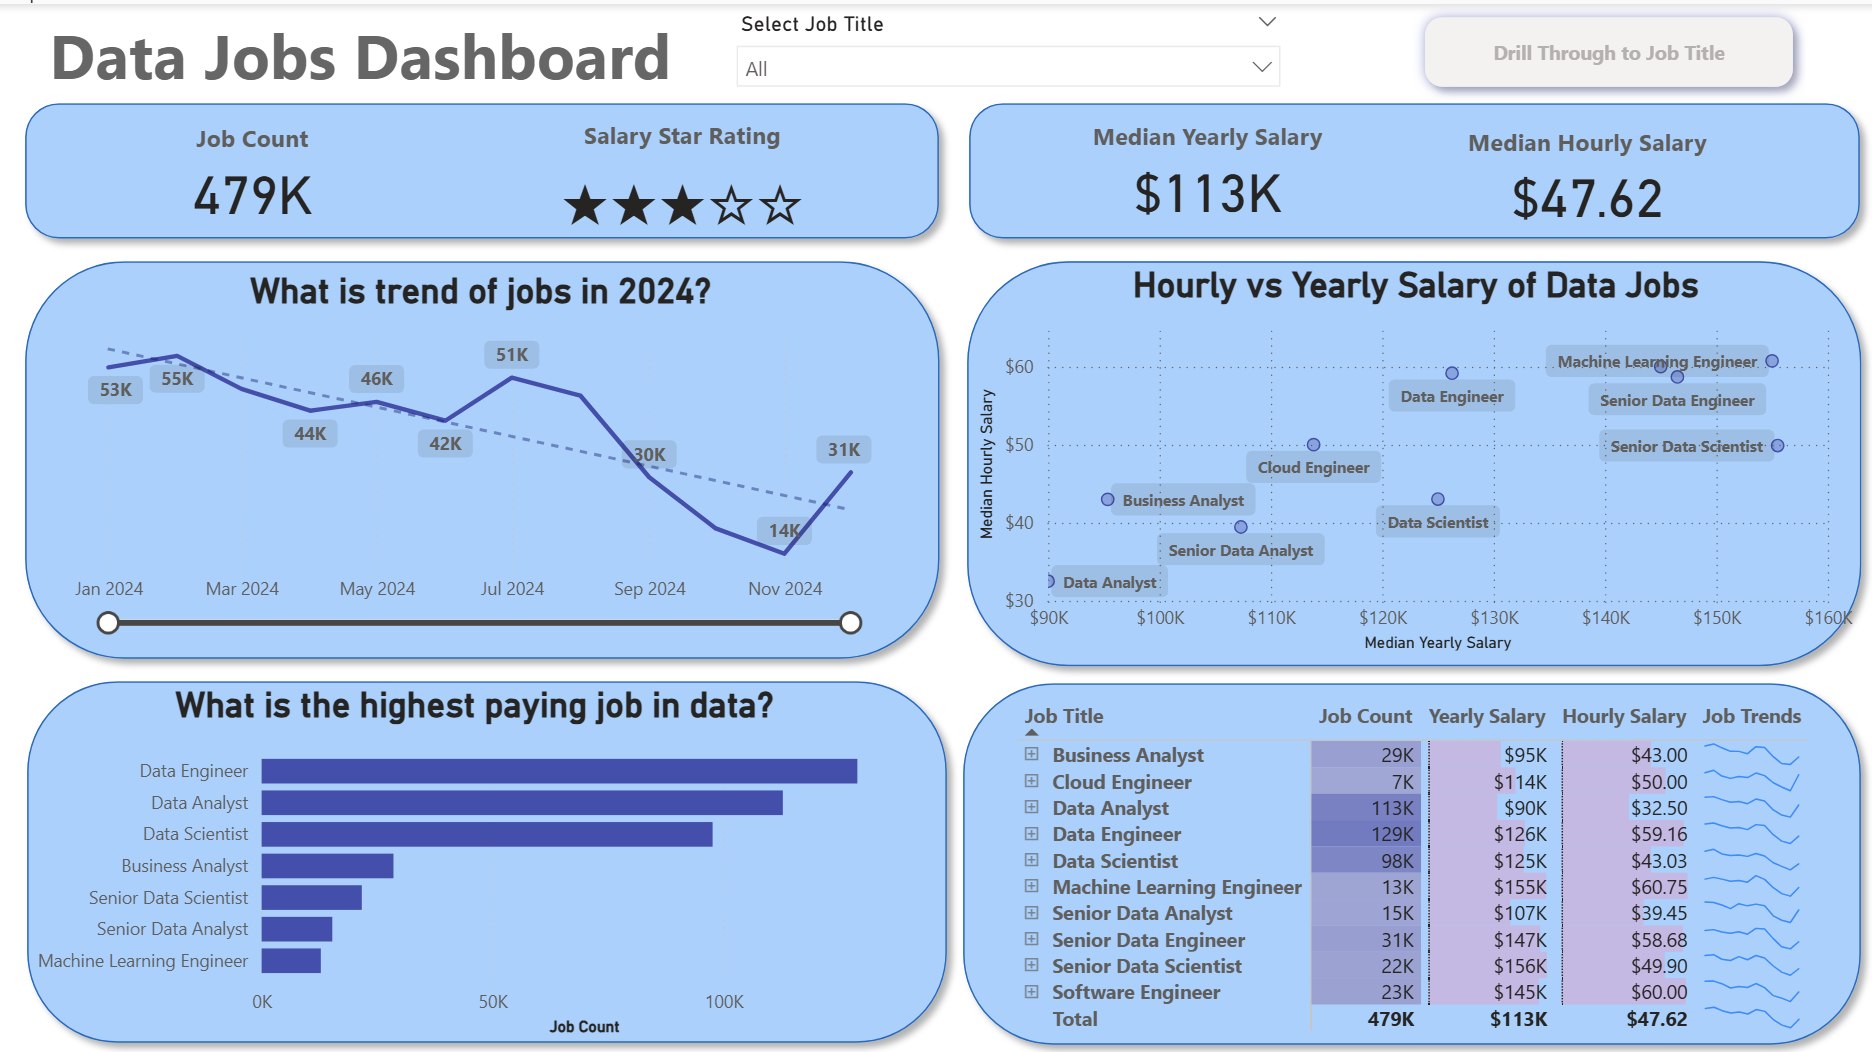 Data Jobs Dashboard
Select Job Title
All
Drill Through to Job Title
Job Count
479K
Salary Star Rating
★★★☆☆
Median Yearly Salary
$113K
Median Hourly Salary
$47.62
What is trend of jobs in 2024?
53K
55K
44K
46K
42K
51K
30K
14K
31K
Jan 2024 Mar 2024 May 2024 Jul 2024 Sep 2024 Nov 2024
Hourly vs Yearly Salary of Data Jobs
Median Hourly Salary
$60
$50
$40
$30
Machine Learning Engineer
Data Engineer
Senior Data Engineer
Senior Data Scientist
Cloud Engineer
Business Analyst
Data Scientist
Senior Data Analyst
Data Analyst
$90K $100K $110K $120K $130K $140K $150K $160K
Median Yearly Salary
What is the highest paying job in data?
Data Engineer
Data Analyst
Data Scientist
Business Analyst
Senior Data Scientist
Senior Data Analyst
Machine Learning Engineer
0K 50K 100K
Job Count
Job Title Job Count Yearly Salary Hourly Salary Job Trends
Business Analyst 29K $95K $43.00
Cloud Engineer 7K $114K $50.00
Data Analyst 113K $90K $32.50
Data Engineer 129K $126K $59.16
Data Scientist 98K $125K $43.03
Machine Learning Engineer 13K $155K $60.75
Senior Data Analyst 15K $107K $39.45
Senior Data Engineer 31K $147K $58.68
Senior Data Scientist 22K $156K $49.90
Software Engineer 23K $145K $60.00
Total 479K $113K $47.62